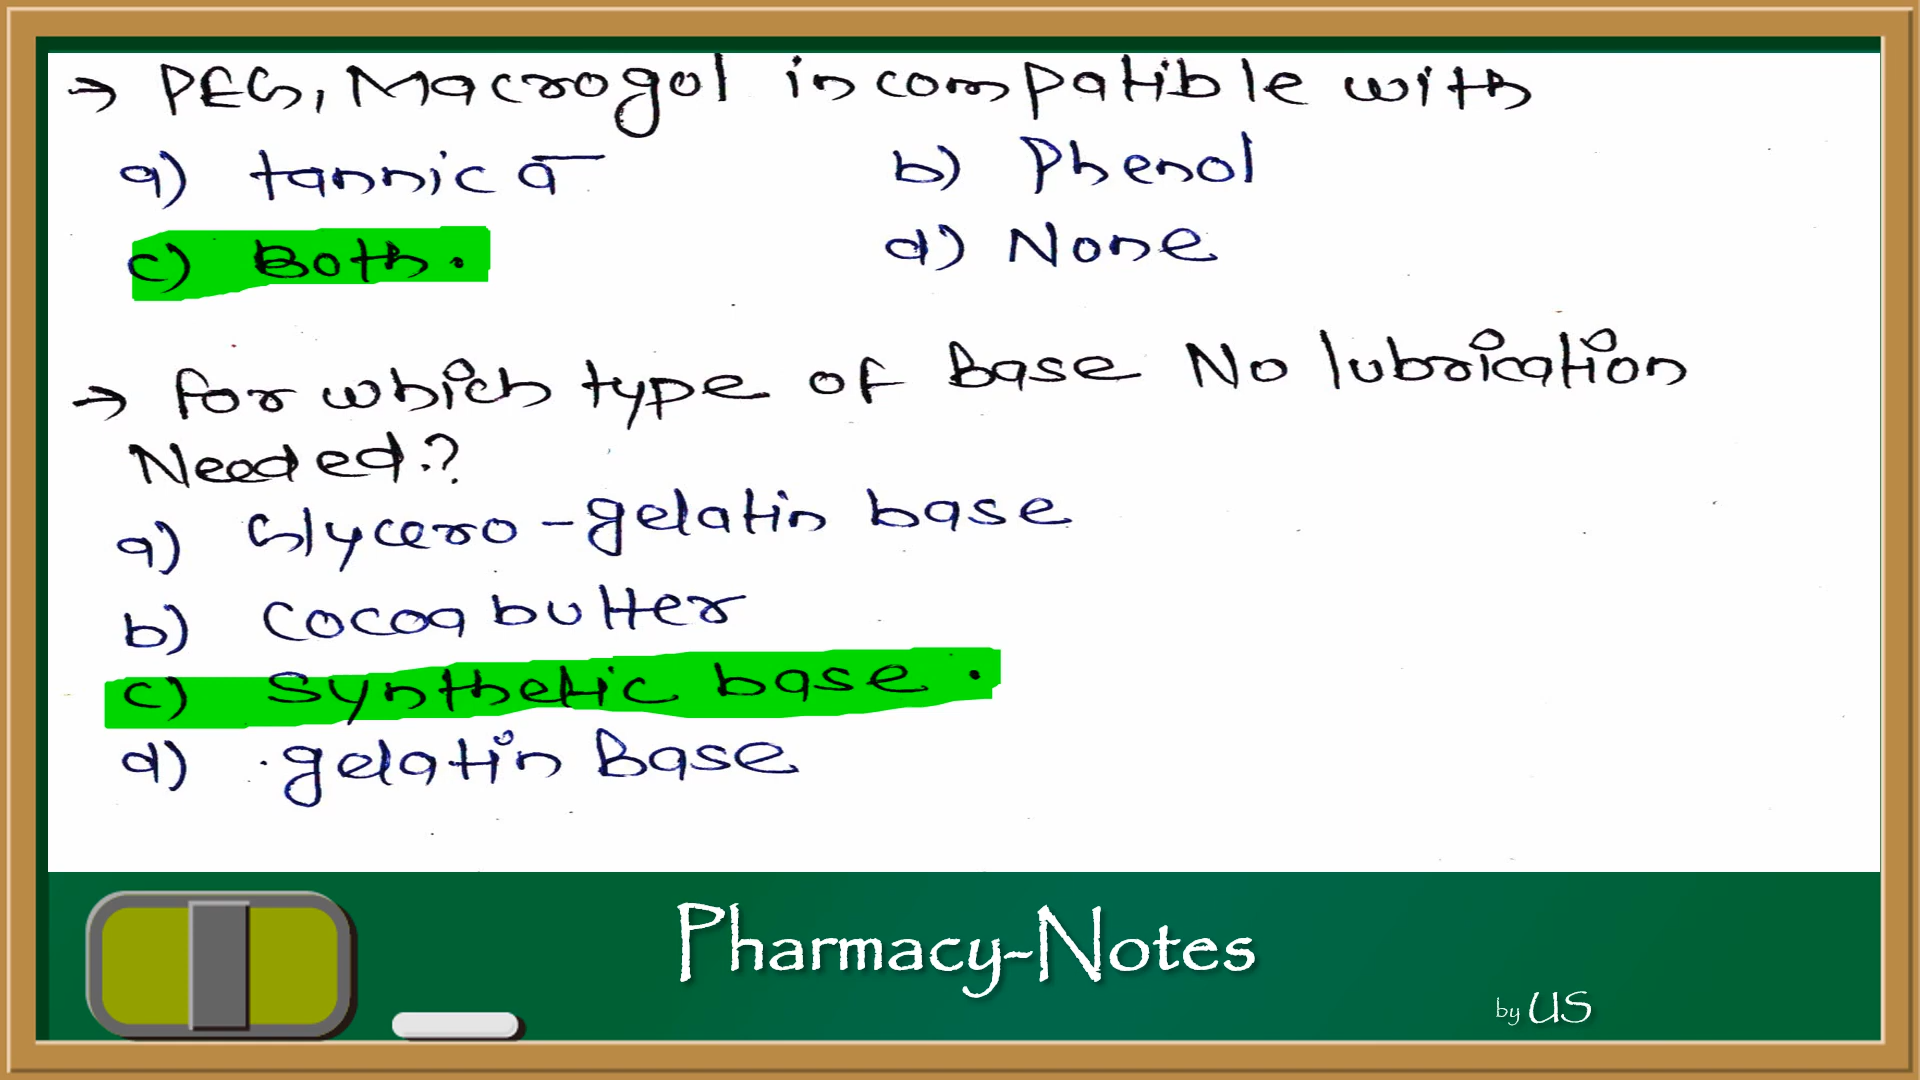 → PEG, Macrogol incompatible with
a) tannic ā b) Phenol
c) Both. d) None
→ for which type of Base No lubrication
Needed.?
a) Glycero-gelatin base
b) Cocoa butter
c) Synthetic base.
d) gelatin Base
Pharmacy-Notes
by US